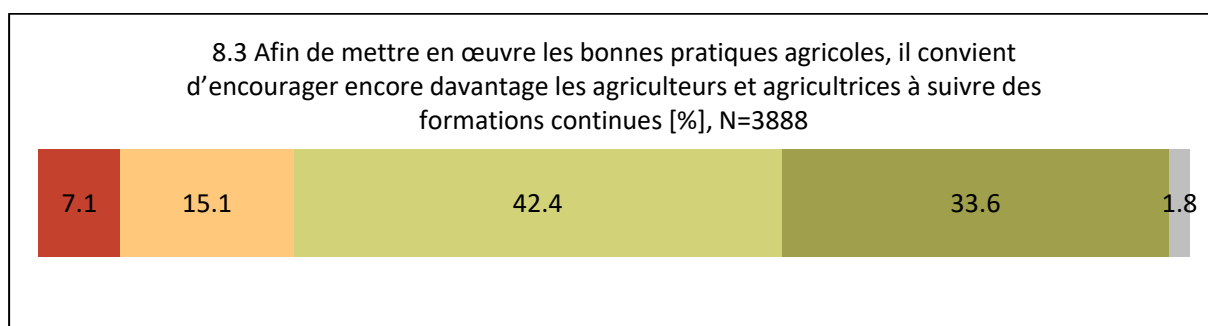 8.3 Afin de mettre en œuvre les bonnes pratiques agricoles, il convient
d’encourager encore davantage les agriculteurs et agricultrices à suivre des
formations continues [%], N=3888
7.1 15.1 42.4 33.6 1.8